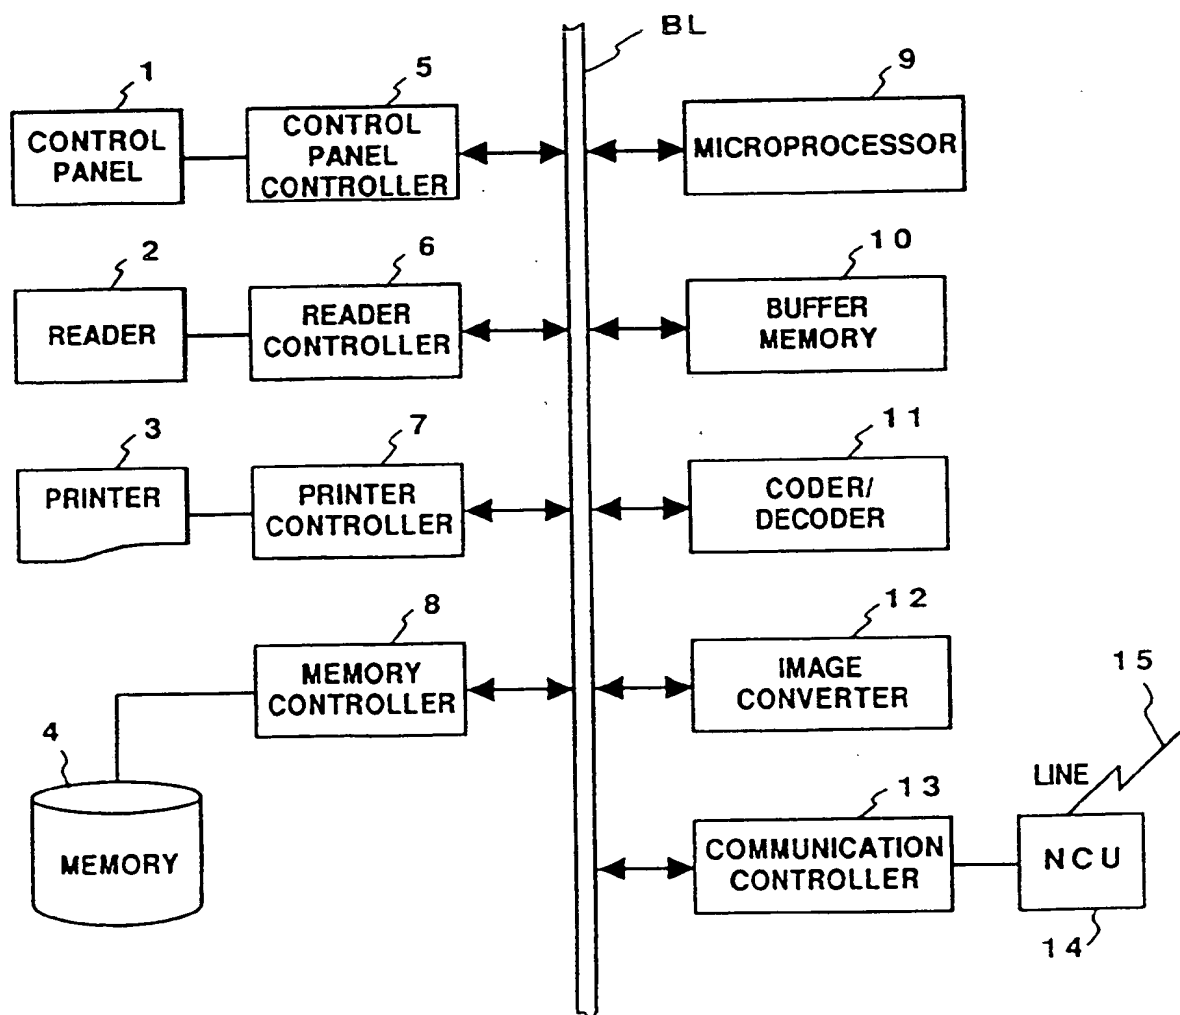 BL
1
5
9
CONTROL
PANEL
CONTROL
PANEL
CONTROLLER
MICROPROCESSOR
2
6
10
READER
READER
CONTROLLER
BUFFER
MEMORY
3
7
11
PRINTER
PRINTER
CONTROLLER
CODER/
DECODER
8
12
MEMORY
CONTROLLER
IMAGE
CONVERTER
15
4
LINE
13
MEMORY
COMMUNICATION
CONTROLLER
NCU
14